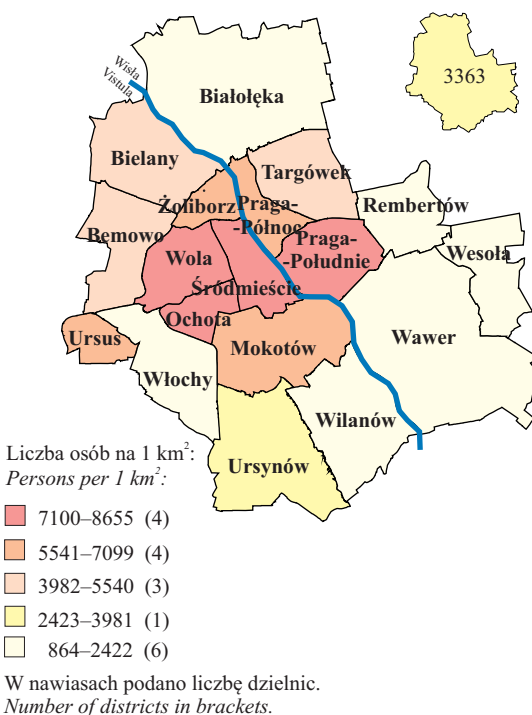 Wisła
Vistula
3363
Białołęka
Bielany
Targówek
Żoliborz
Praga-
-Północ
Rembertów
Bemowo
Wola
Praga-
-Południe
Wesoła
Śródmieście
Ochota
Ursus
Mokotów
Wawer
Włochy
Wilanów
Ursynów
Liczba osób na 1 km²:
Persons per 1 km²:
7100–8655 (4)
5541–7099 (4)
3982–5540 (3)
2423–3981 (1)
864–2422 (6)
W nawiasach podano liczbę dzielnic.
Number of districts in brackets.